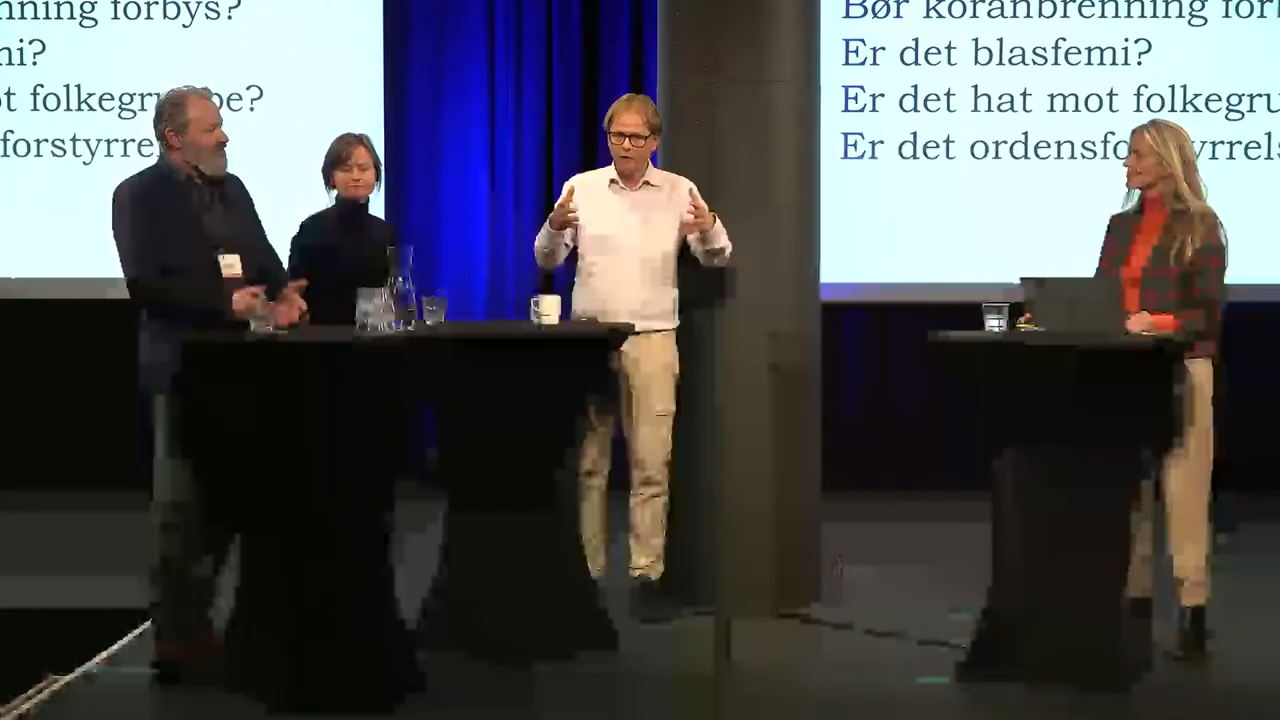 nning forbys?
mi?
ot folkegruppe?
forstyrre
Bør koranbrenning forb
Er det blasfemi?
Er det hat mot folkegru
Er det ordensfo yrrels